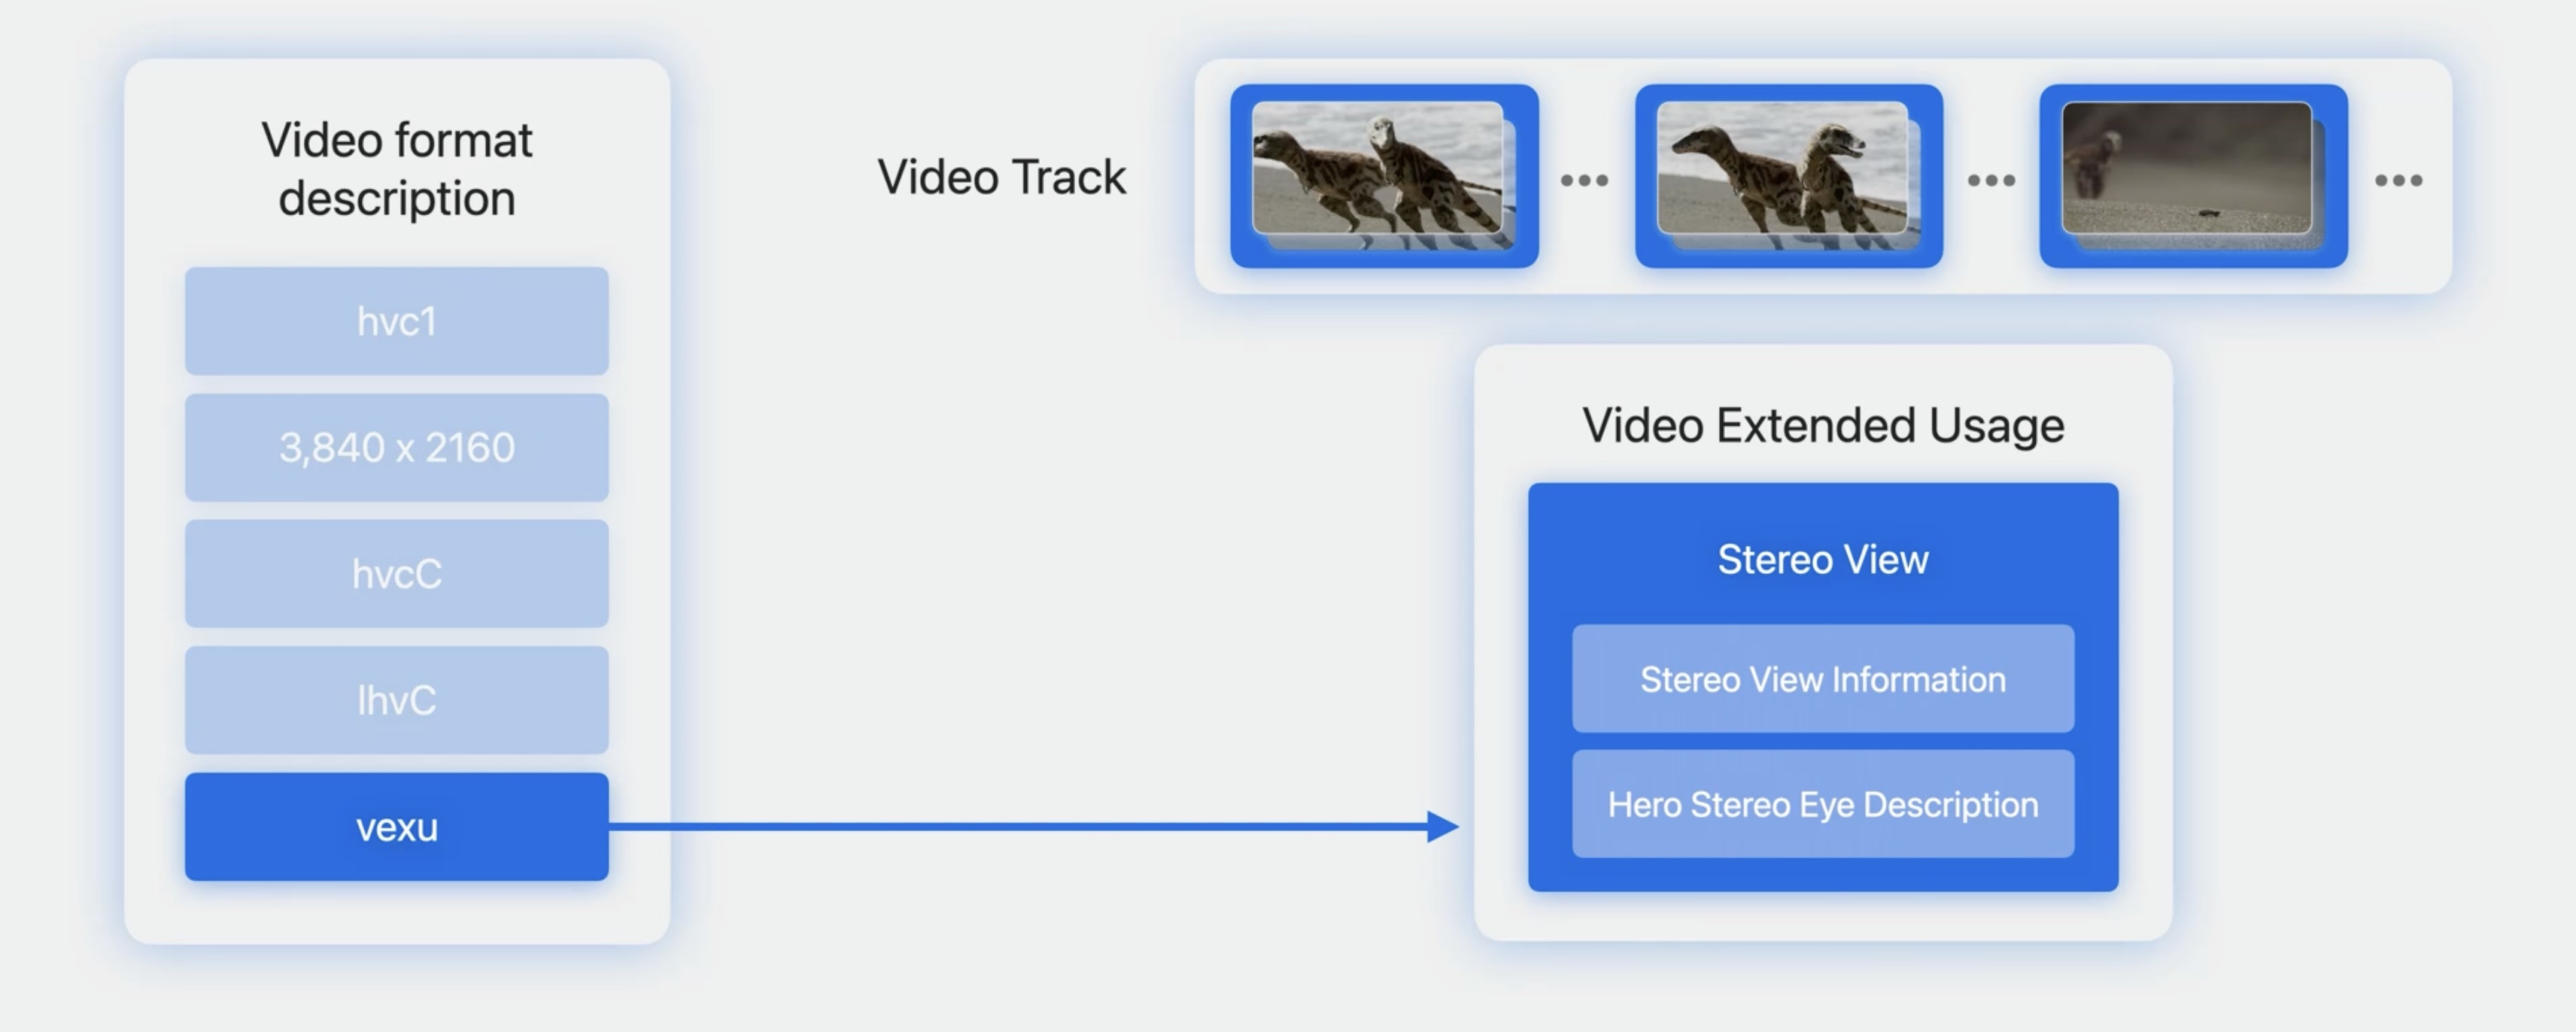 Video format
description
hvc1
3,840 x 2160
hvcC
lhvC
vexu
Video Track
Video Extended Usage
Stereo View
Stereo View Information
Hero Stereo Eye Description